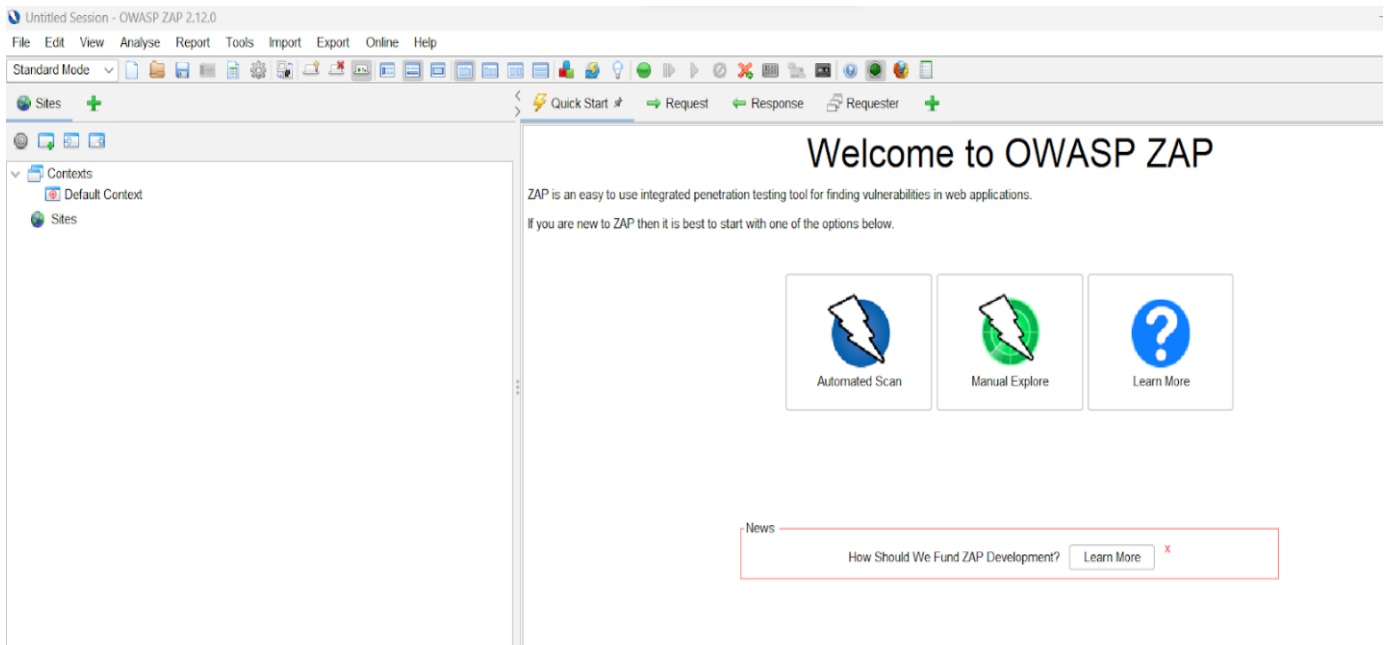 Untitled Session - OWASP ZAP 2.12.0
File Edit View Analyse Report Tools Import Export Online Help
Standard Mode
Sites
Quick Start Request Response Requester
Contexts
Default Context
Sites
Welcome to OWASP ZAP
ZAP is an easy to use integrated penetration testing tool for finding vulnerabilities in web applications.
If you are new to ZAP then it is best to start with one of the options below.
Automated Scan Manual Explore Learn More
News
How Should We Fund ZAP Development? Learn More x